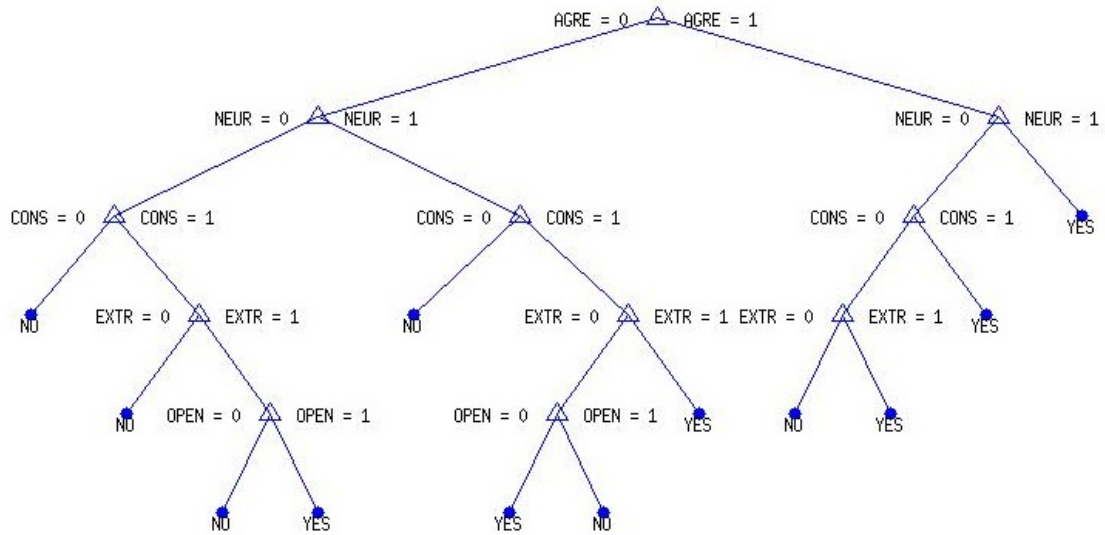 AGRE = 0 AGRE = 1
NEUR = 0 NEUR = 1 NEUR = 0 NEUR = 1
CONS = 0 CONS = 1 CONS = 0 CONS = 1 CONS = 0 CONS = 1 YES
NO EXTR = 0 EXTR = 1 NO EXTR = 0 EXTR = 1 EXTR = 0 EXTR = 1 YES
NO OPEN = 0 OPEN = 1 OPEN = 0 OPEN = 1 YES NO YES
NO YES YES NO